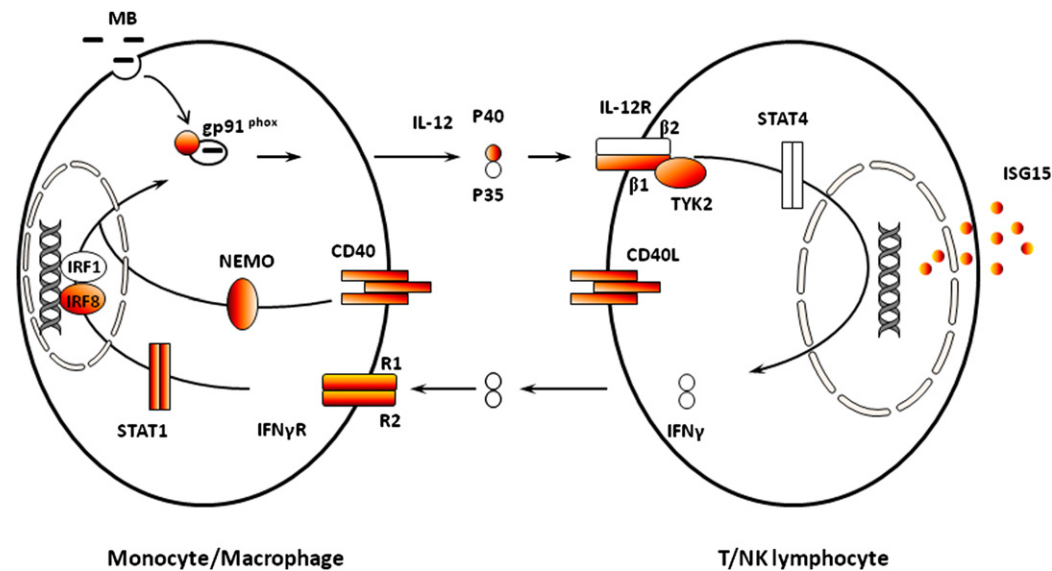 MB
gp91 phox
IL-12
P40
P35
IL-12R
β2
β1
TYK2
STAT4
ISG15
IRF1
IRF8
NEMO
CD40
CD40L
STAT1
IFNγR
R1
R2
IFNγ
Monocyte/Macrophage
T/NK lymphocyte